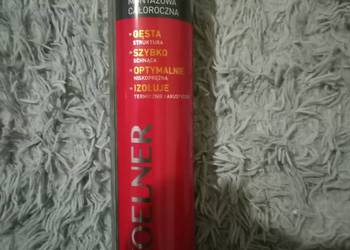 MONTAŻOWA
CAŁOROCZNA
• GĘSTA
STRUKTURA
• SZYBKO
SCHNĄCA
• OPTYMALNIE
NISKOPRĘŻNA
• IZOLUJE
TERMICZNIE I AKUSTYCZNIE
OELNER